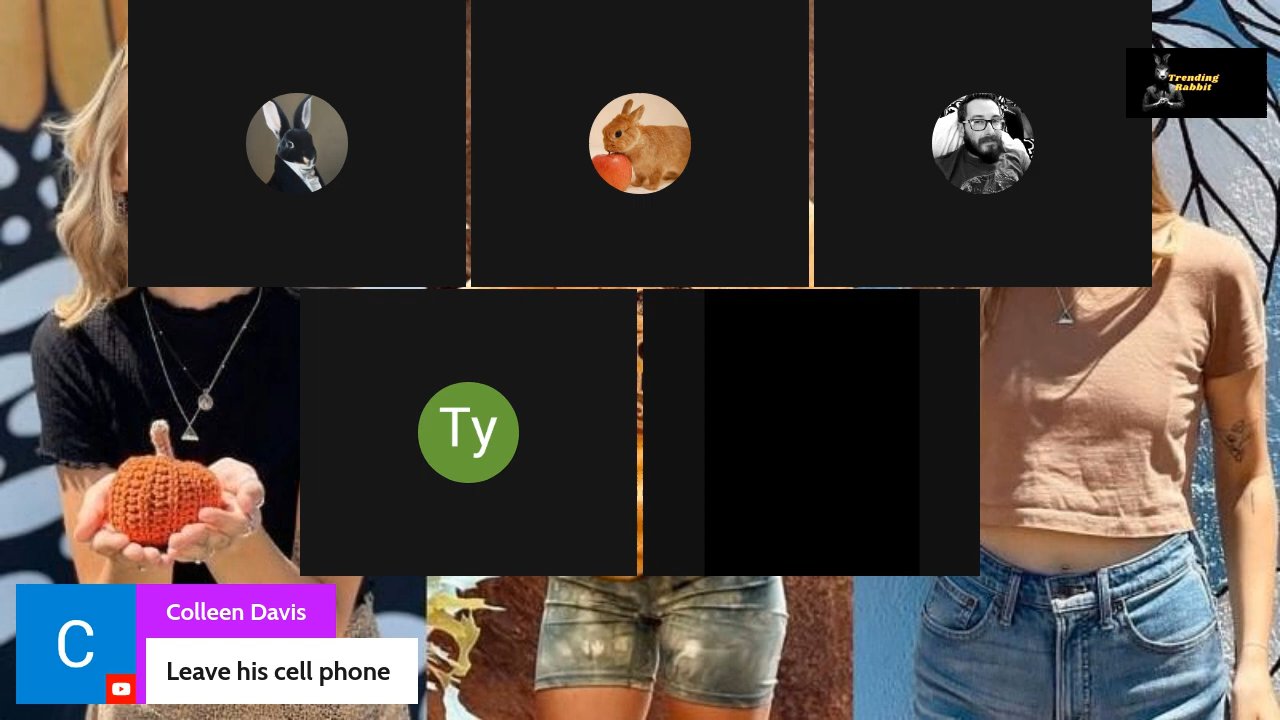 Trending
Rabbit
Ty
C
Colleen Davis
Leave his cell phone